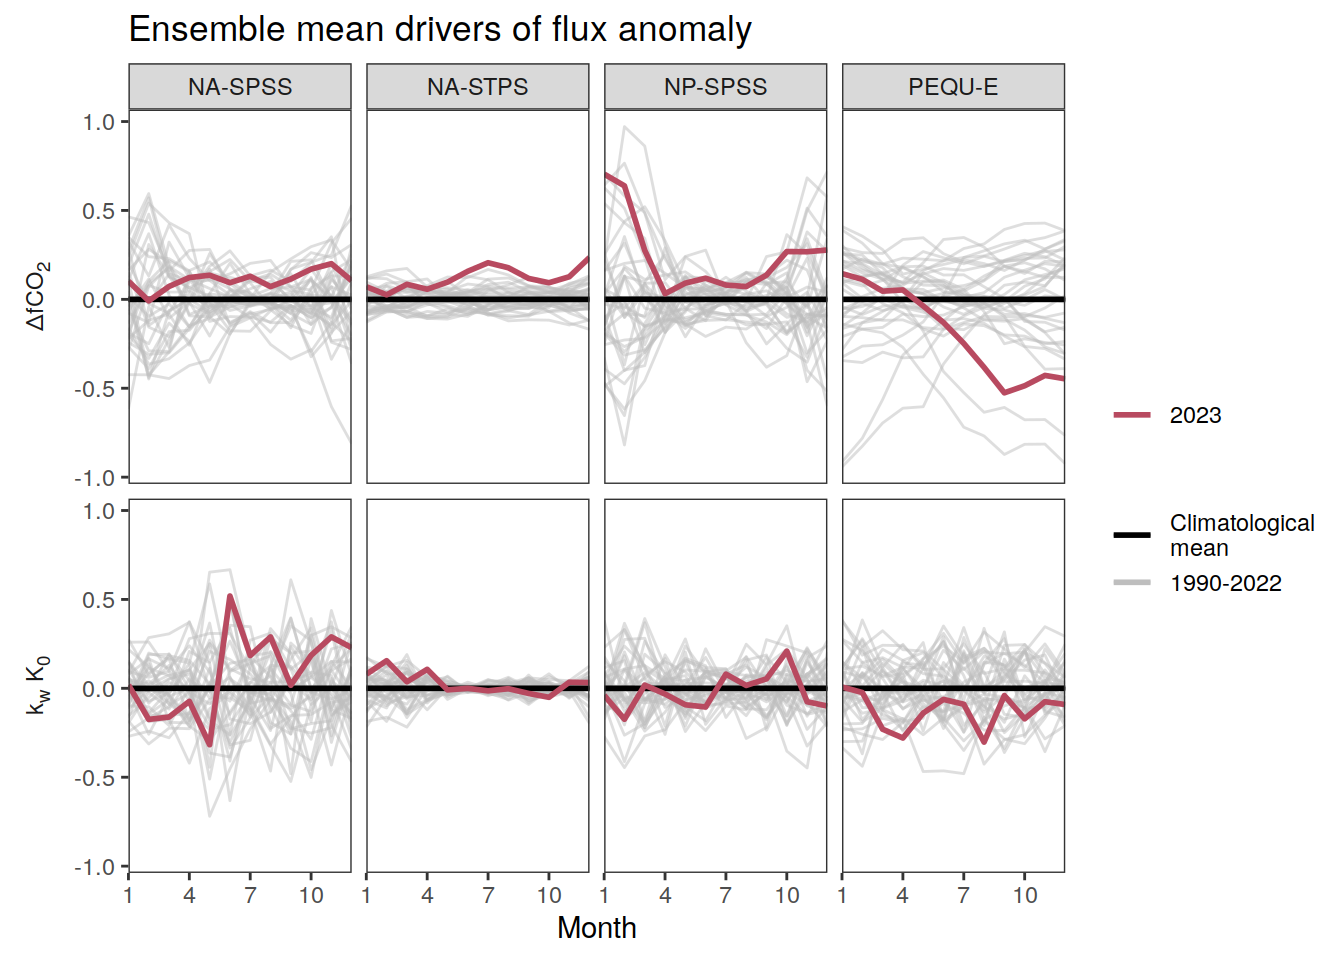 Ensemble mean drivers of flux anomaly
NA-SPSS NA-STPS NP-SPSS PEQU-E
1.0
0.5
0.0
-0.5
-1.0
ΔfCO₂
1.0
0.5
0.0
-0.5
-1.0
k_w K₀
1 4 7 10 1 4 7 10 1 4 7 10 1 4 7 10
Month
2023
Climatological
mean
1990-2022